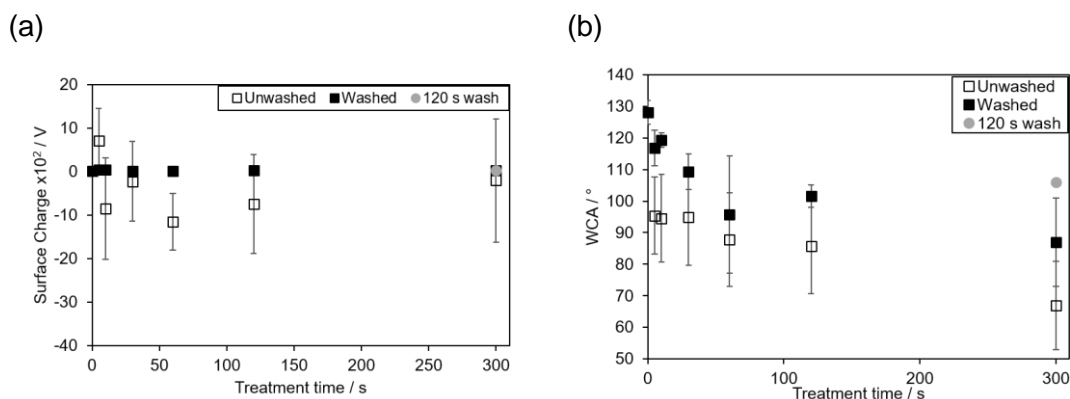 (a)
(b)
20
10
0
-10
-20
-30
-40
0 50 100 150 200 250 300
Surface Charge x10² / V
Treatment time / s
Unwashed Washed 120 s wash
140
130
120
110
100
90
80
70
60
50
0 100 200 300
WCA / °
Treatment time / s
Unwashed
Washed
120 s wash